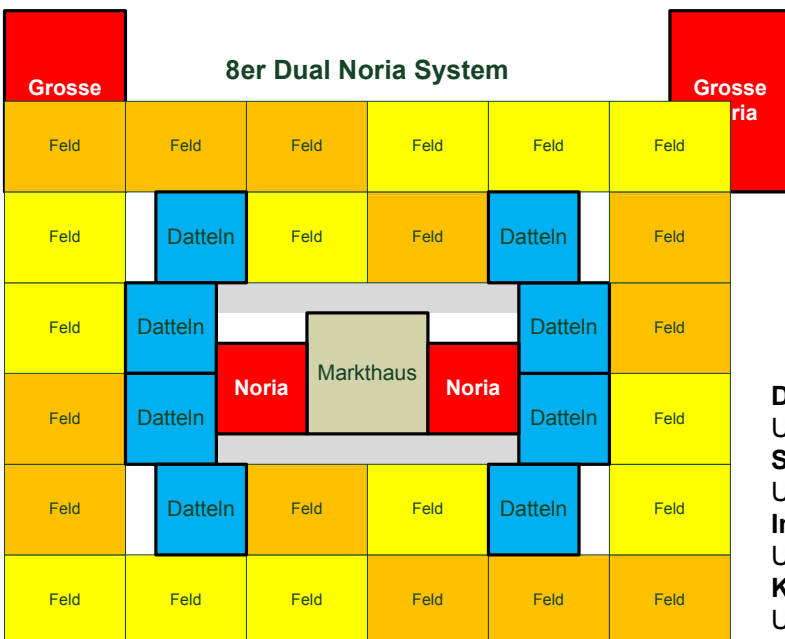 8er Dual Noria System
Grosse
Grosse
ria
Feld Feld Feld Feld Feld Feld
Feld Datteln Feld Feld Datteln Feld
Feld Datteln Markthaus Datteln Feld
Noria Noria
Feld Datteln Datteln Feld
Feld Datteln Feld Feld Datteln Feld
Feld Feld Feld Feld Feld Feld
D
U
S
U
U
K
U